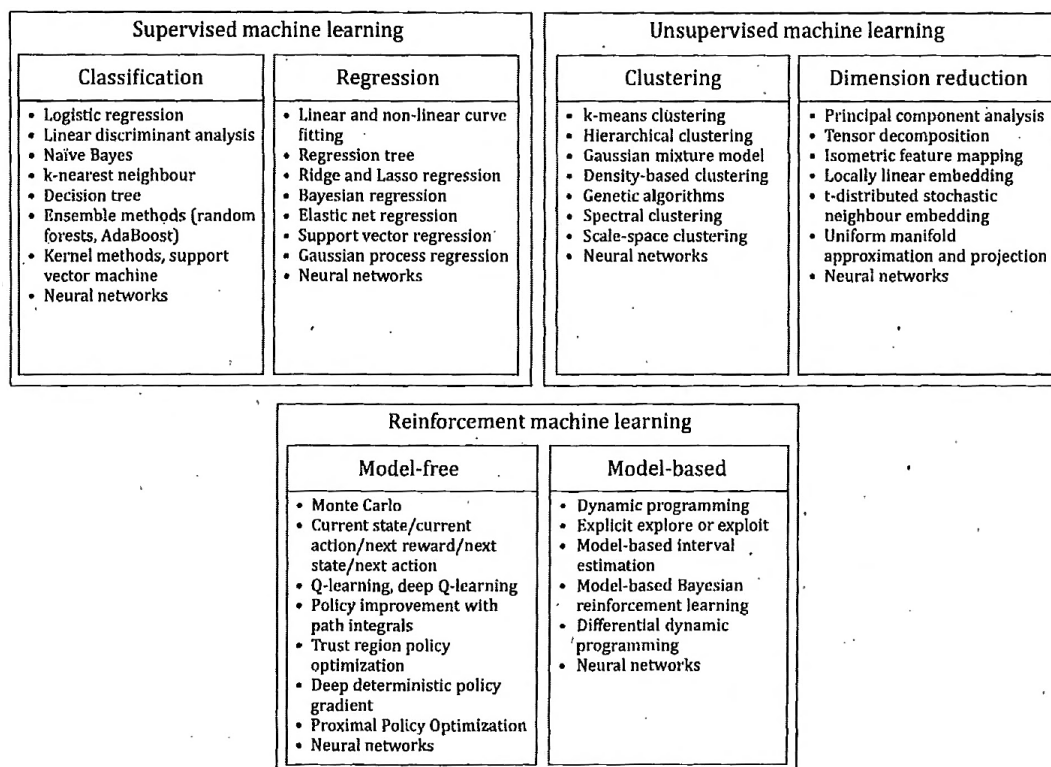 Supervised machine learning
Classification
• Logistic regression
• Linear discriminant analysis
• Naïve Bayes
• k-nearest neighbour
• Decision tree
• Ensemble methods (random
forests, AdaBoost)
• Kernel methods, support
vector machine
• Neural networks
Regression
• Linear and non-linear curve
fitting
• Regression tree
• Ridge and Lasso regression
• Bayesian regression
• Elastic net regression
• Support vector regression
• Gaussian process regression
• Neural networks
Unsupervised machine learning
Clustering
• k-means clustering
• Hierarchical clustering
• Gaussian mixture model
• Density-based clustering
• Genetic algorithms
• Spectral clustering
• Scale-space clustering
• Neural networks
Dimension reduction
• Principal component analysis
• Tensor decomposition
• Isometric feature mapping
• Locally linear embedding
• t-distributed stochastic
neighbour embedding
• Uniform manifold
approximation and projection
• Neural networks
Reinforcement machine learning
Model-free
• Monte Carlo
• Current state/current
action/next reward/next
state/next action
• Q-learning, deep Q-learning
• Policy improvement with
path integrals
• Trust region policy
optimization
• Deep deterministic policy
gradient
• Proximal Policy Optimization
• Neural networks
Model-based
• Dynamic programming
• Explicit explore or exploit
• Model-based interval
estimation
• Model-based Bayesian
reinforcement learning
• Differential dynamic
programming
• Neural networks